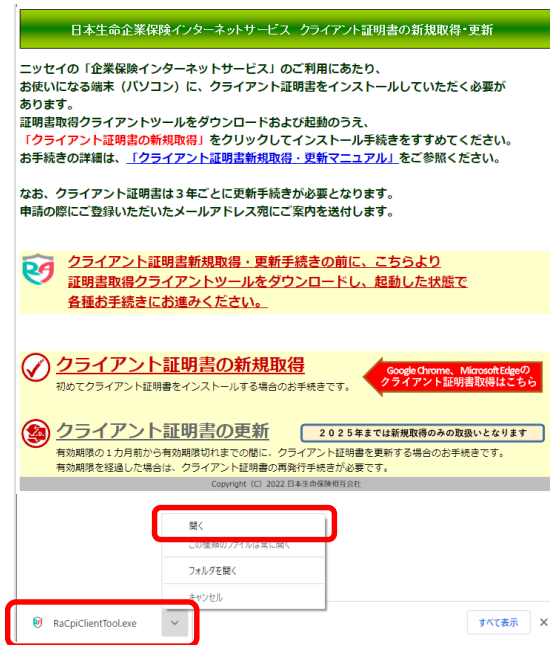 日本生命企業保険インターネットサービス クライアント証明書の新規取得・更新
ニッセイの「企業保険インターネットサービス」のご利用にあたり、
お使いになる端末（パソコン）に、クライアント証明書をインストールしていただく必要が
あります。
証明書取得クライアントツールをダウンロードおよび起動のうえ、
「クライアント証明書の新規取得」をクリックしてインストール手続きをすすめてください。
お手続きの詳細は、「クライアント証明書新規取得・更新マニュアル」をご参照ください。
なお、クライアント証明書は３年ごとに更新手続きが必要となります。
申請の際にご登録いただいたメールアドレス宛にご案内を送付します。
クライアント証明書新規取得・更新手続きの前に、こちらより
証明書取得クライアントツールをダウンロードし、起動した状態で
各種お手続きにお進みください。
クライアント証明書の新規取得
初めてクライアント証明書をインストールする場合のお手続きです。
Google Chrome、Microsoft Edgeの
クライアント証明書取得はこちら
クライアント証明書の更新
２０２５年までは新規取得のみの取扱いとなります
有効期限の１カ月前から有効期限切れまでの間に、クライアント証明書を更新する場合のお手続きです。
有効期限を経過した場合は、クライアント証明書の再発行手続きが必要です。
Copyright (C) 2022 日本生命保険相互会社
開く
この種類のファイルは常に開く
フォルダを開く
キャンセル
RaCpiClientTool.exe
すべて表示